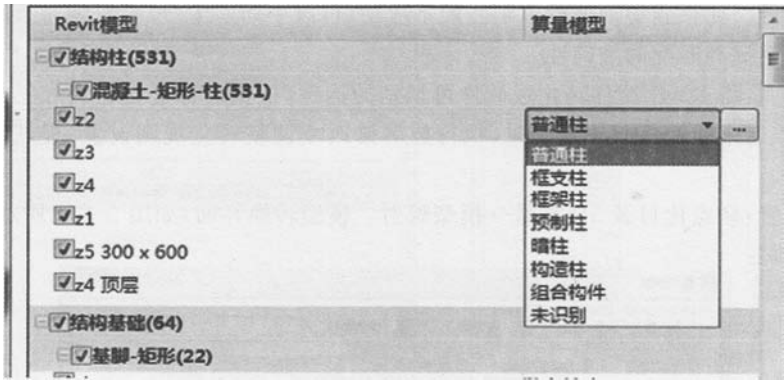 Revit模型 算量模型
结构柱(531)
混凝土-矩形-柱(531)
z2 普通柱 ...
z3 普通柱
z4 框支柱
框架柱
z1 预制柱
暗柱
z5 300 x 600 构造柱
z4 顶层 组合构件
未识别
结构基础(64)
基脚-矩形(22)